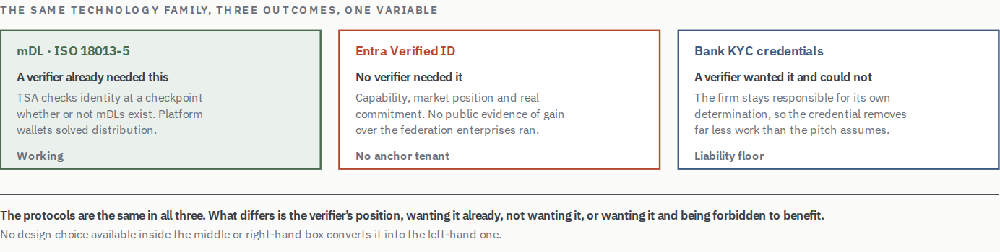 THE SAME TECHNOLOGY FAMILY, THREE OUTCOMES, ONE VARIABLE
mDL · ISO 18013-5
A verifier already needed this
TSA checks identity at a checkpoint
whether or not mDLs exist. Platform
wallets solved distribution.
Working
Entra Verified ID
No verifier needed it
Capability, market position and real
commitment. No public evidence of gain
over the federation enterprises ran.
No anchor tenant
Bank KYC credentials
A verifier wanted it and could not
The firm stays responsible for its own
determination, so the credential removes
far less work than the pitch assumes.
Liability floor
The protocols are the same in all three. What differs is the verifier’s position, wanting it already, not wanting it, or wanting it and being forbidden to benefit.
No design choice available inside the middle or right-hand box converts it into the left-hand one.